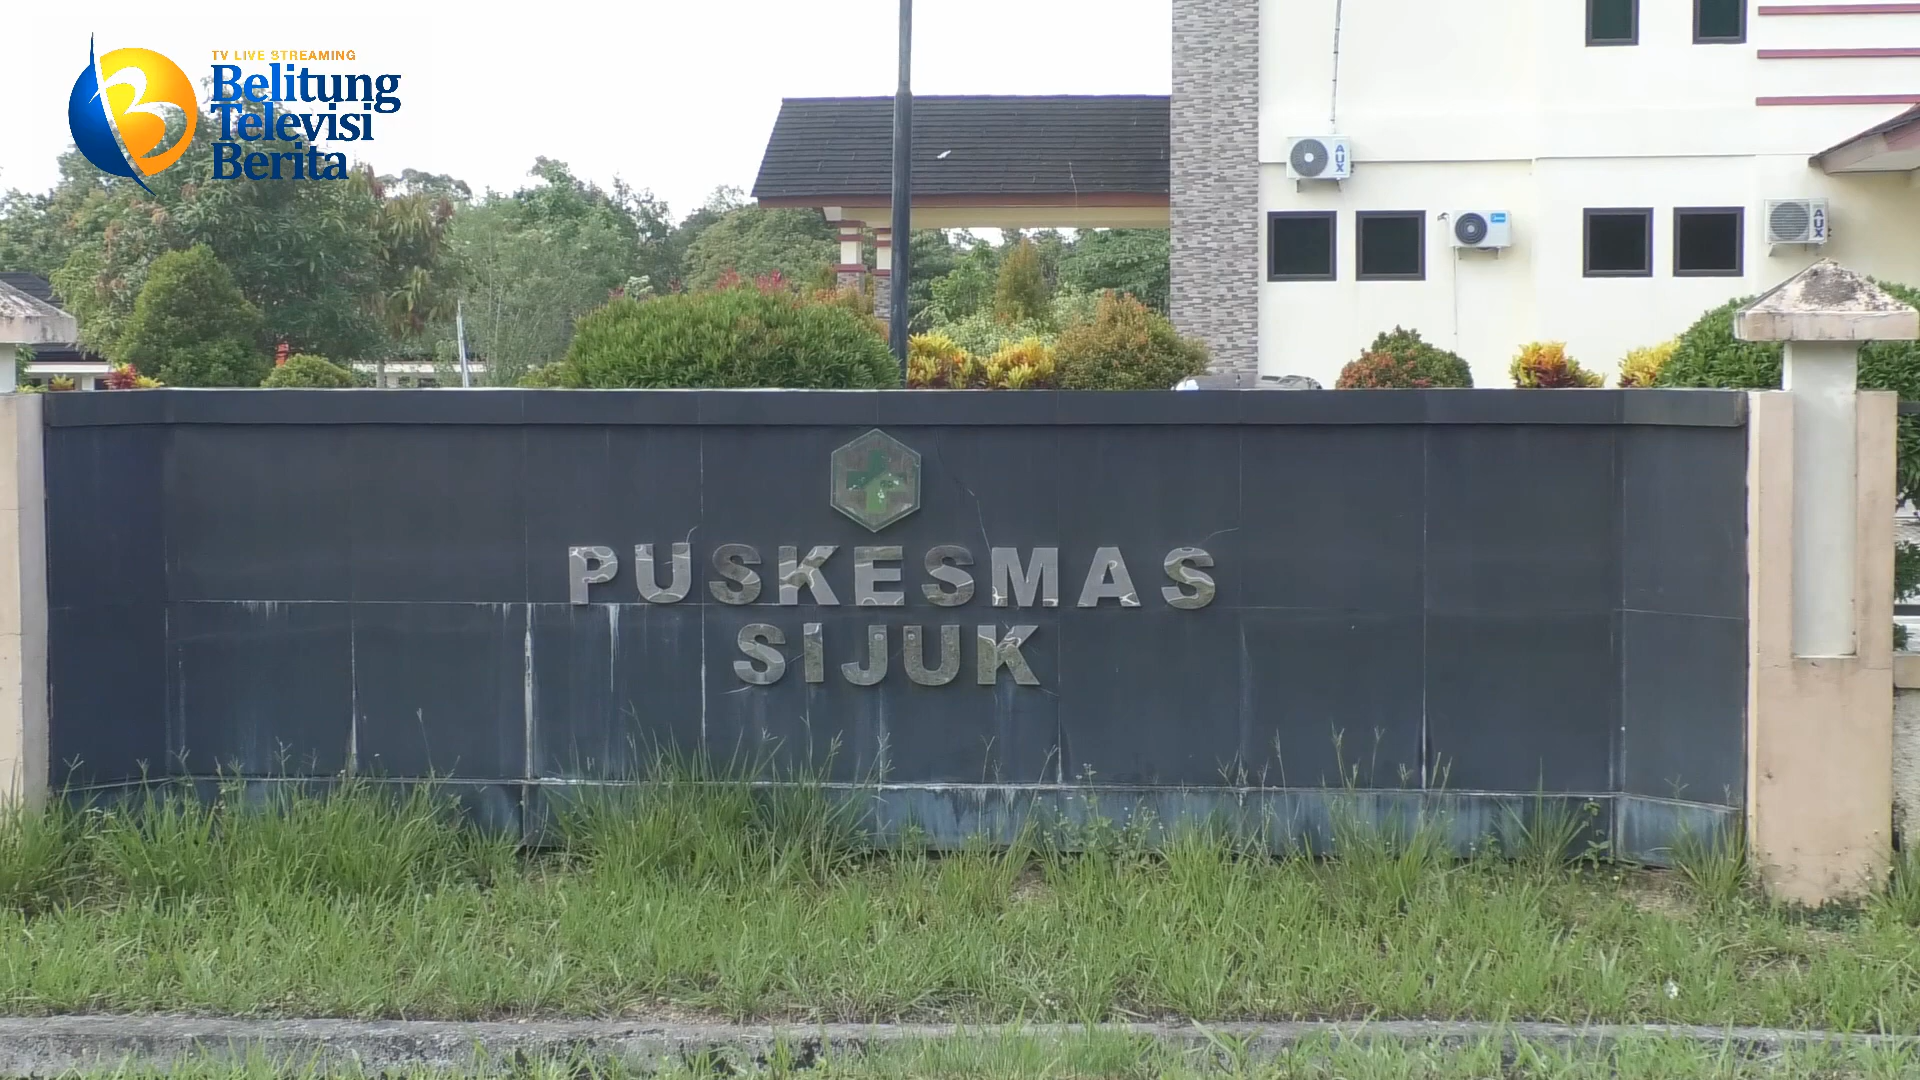 TV LIVE STREAMING
Belitung
Televisi
Berita
AUX
AUX
PUSKESMAS
SIJUK